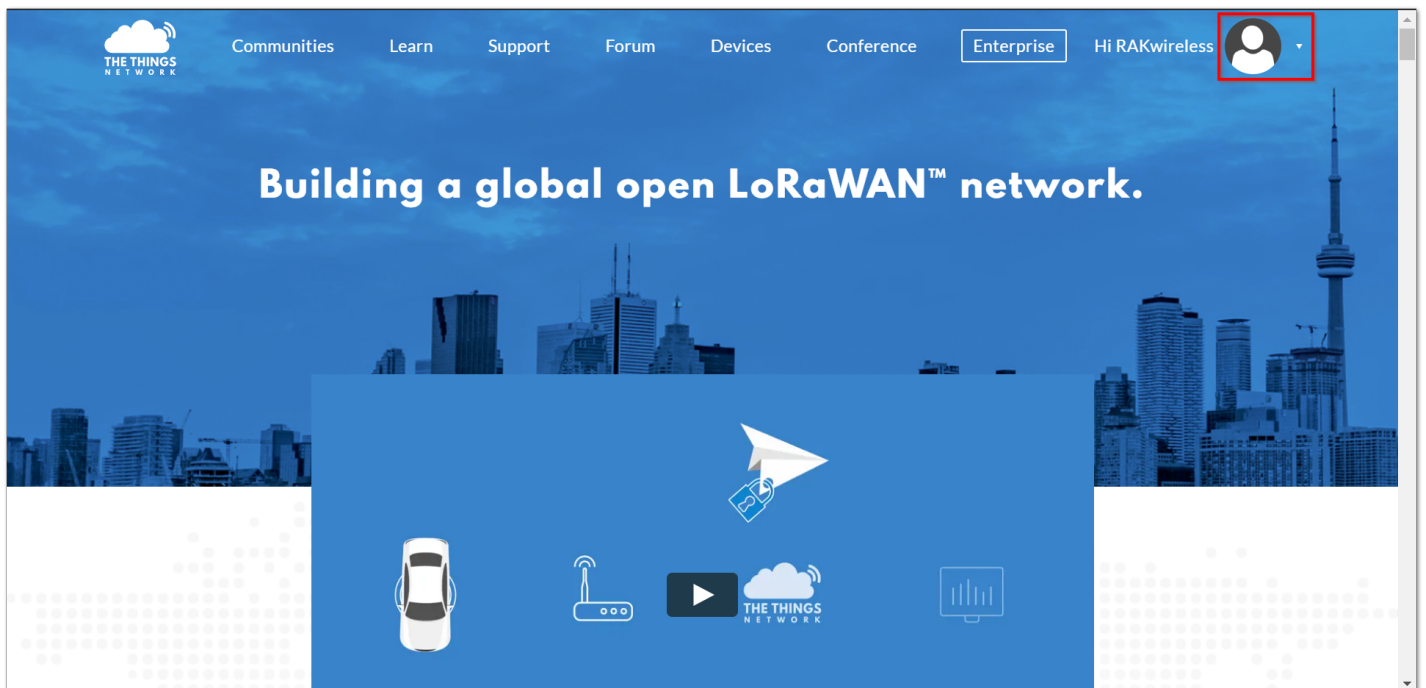 THE THINGS
NETWORK
Communities
Learn
Support
Forum
Devices
Conference
Enterprise
Hi RAKwireless
Building a global open LoRaWAN™ network.
THE THINGS
NETWORK